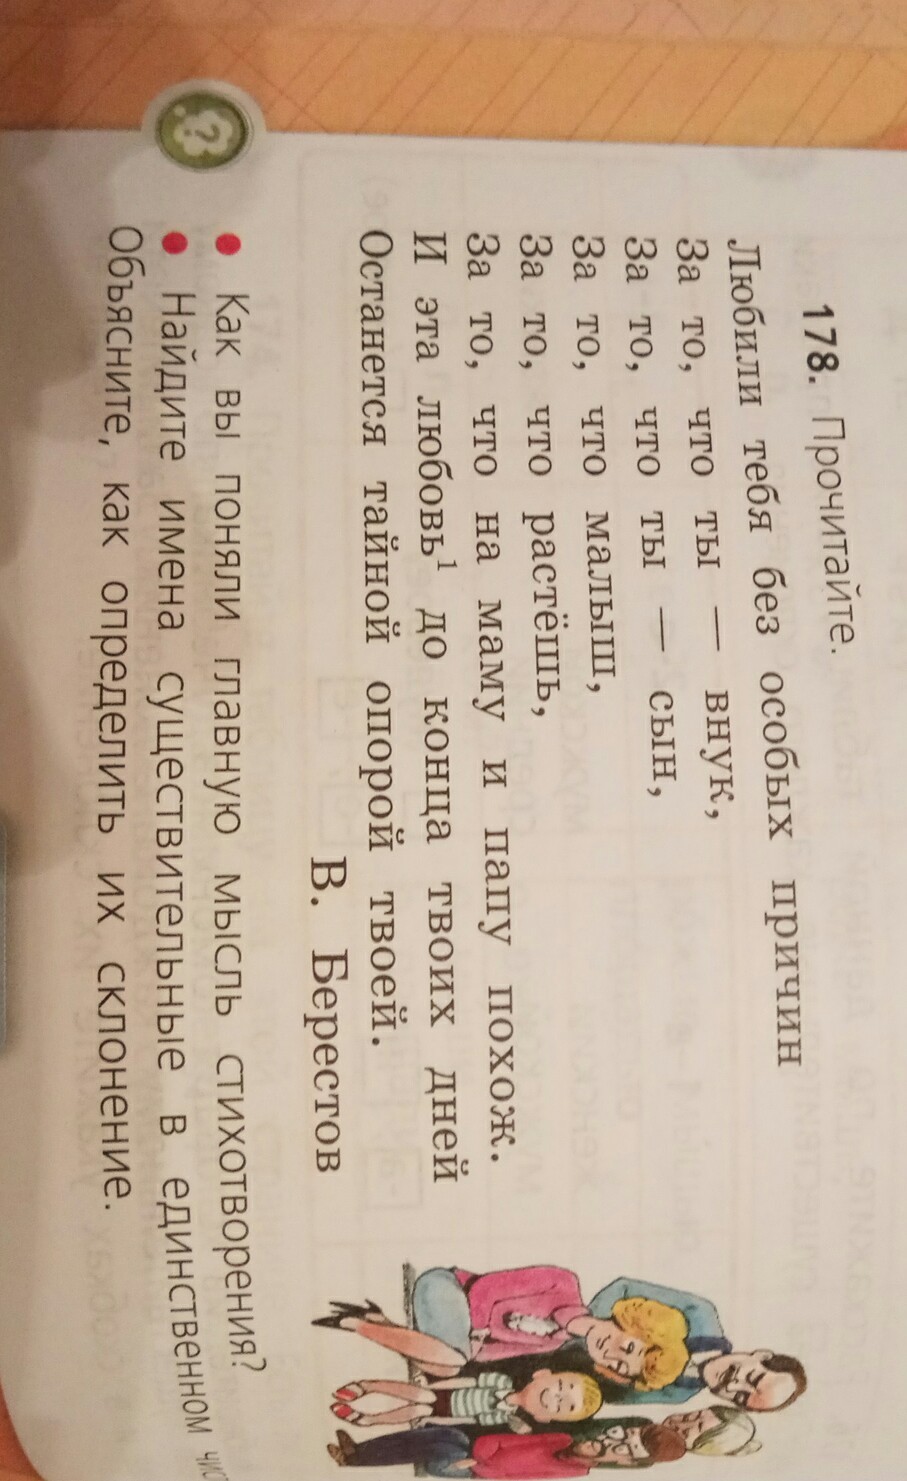 178. Прочитайте.
Любили тебя без особых причин
За то, что ты — внук,
За то, что ты — сын,
За то, что малыш,
За то, что растёшь,
За то, что на маму и папу похож.
И эта любовь¹ до конца твоих дней
Останется тайной опорой твоей.
В. Берестов
? • Как вы поняли главную мысль стихотворения?
• Найдите имена существительные в единственном чис
Объясните, как определить их склонение.